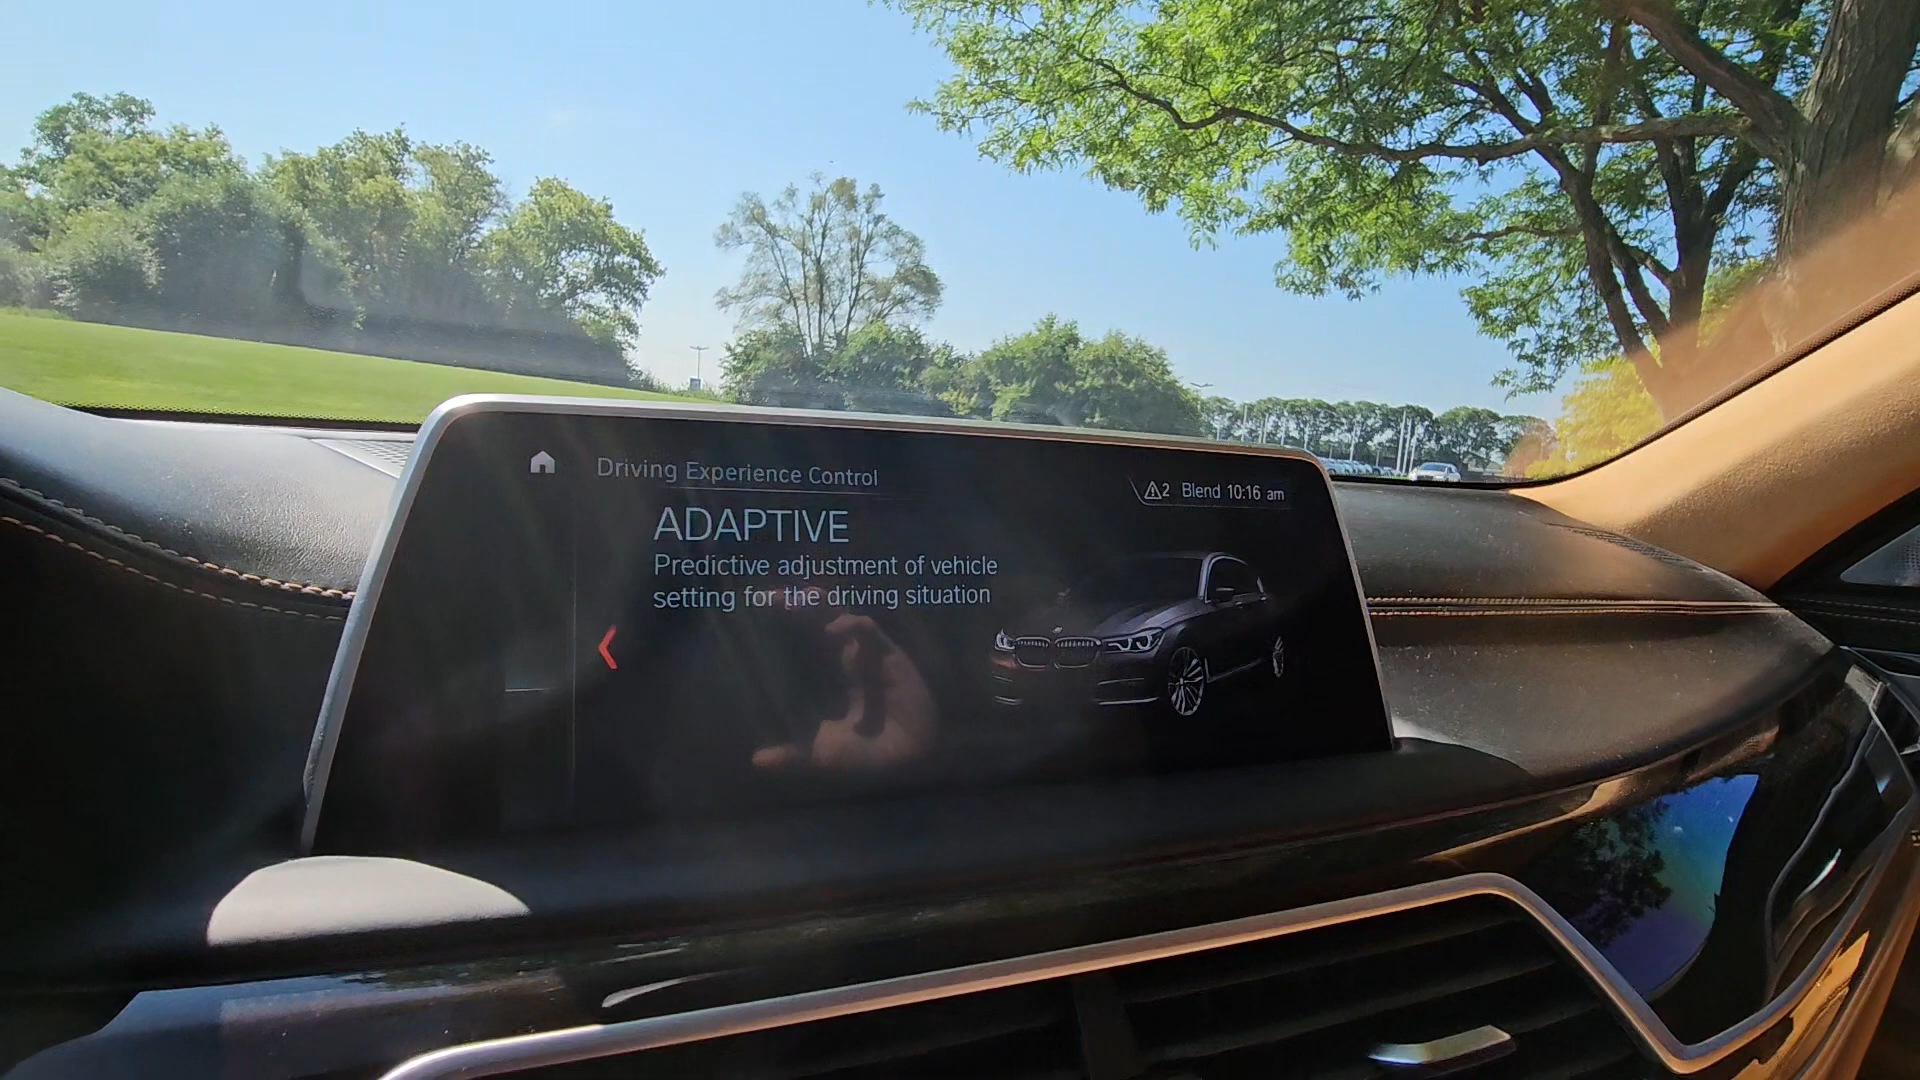 Driving Experience Control
2 Blend 10:16 am
ADAPTIVE
Predictive adjustment of vehicle
setting for the driving situation